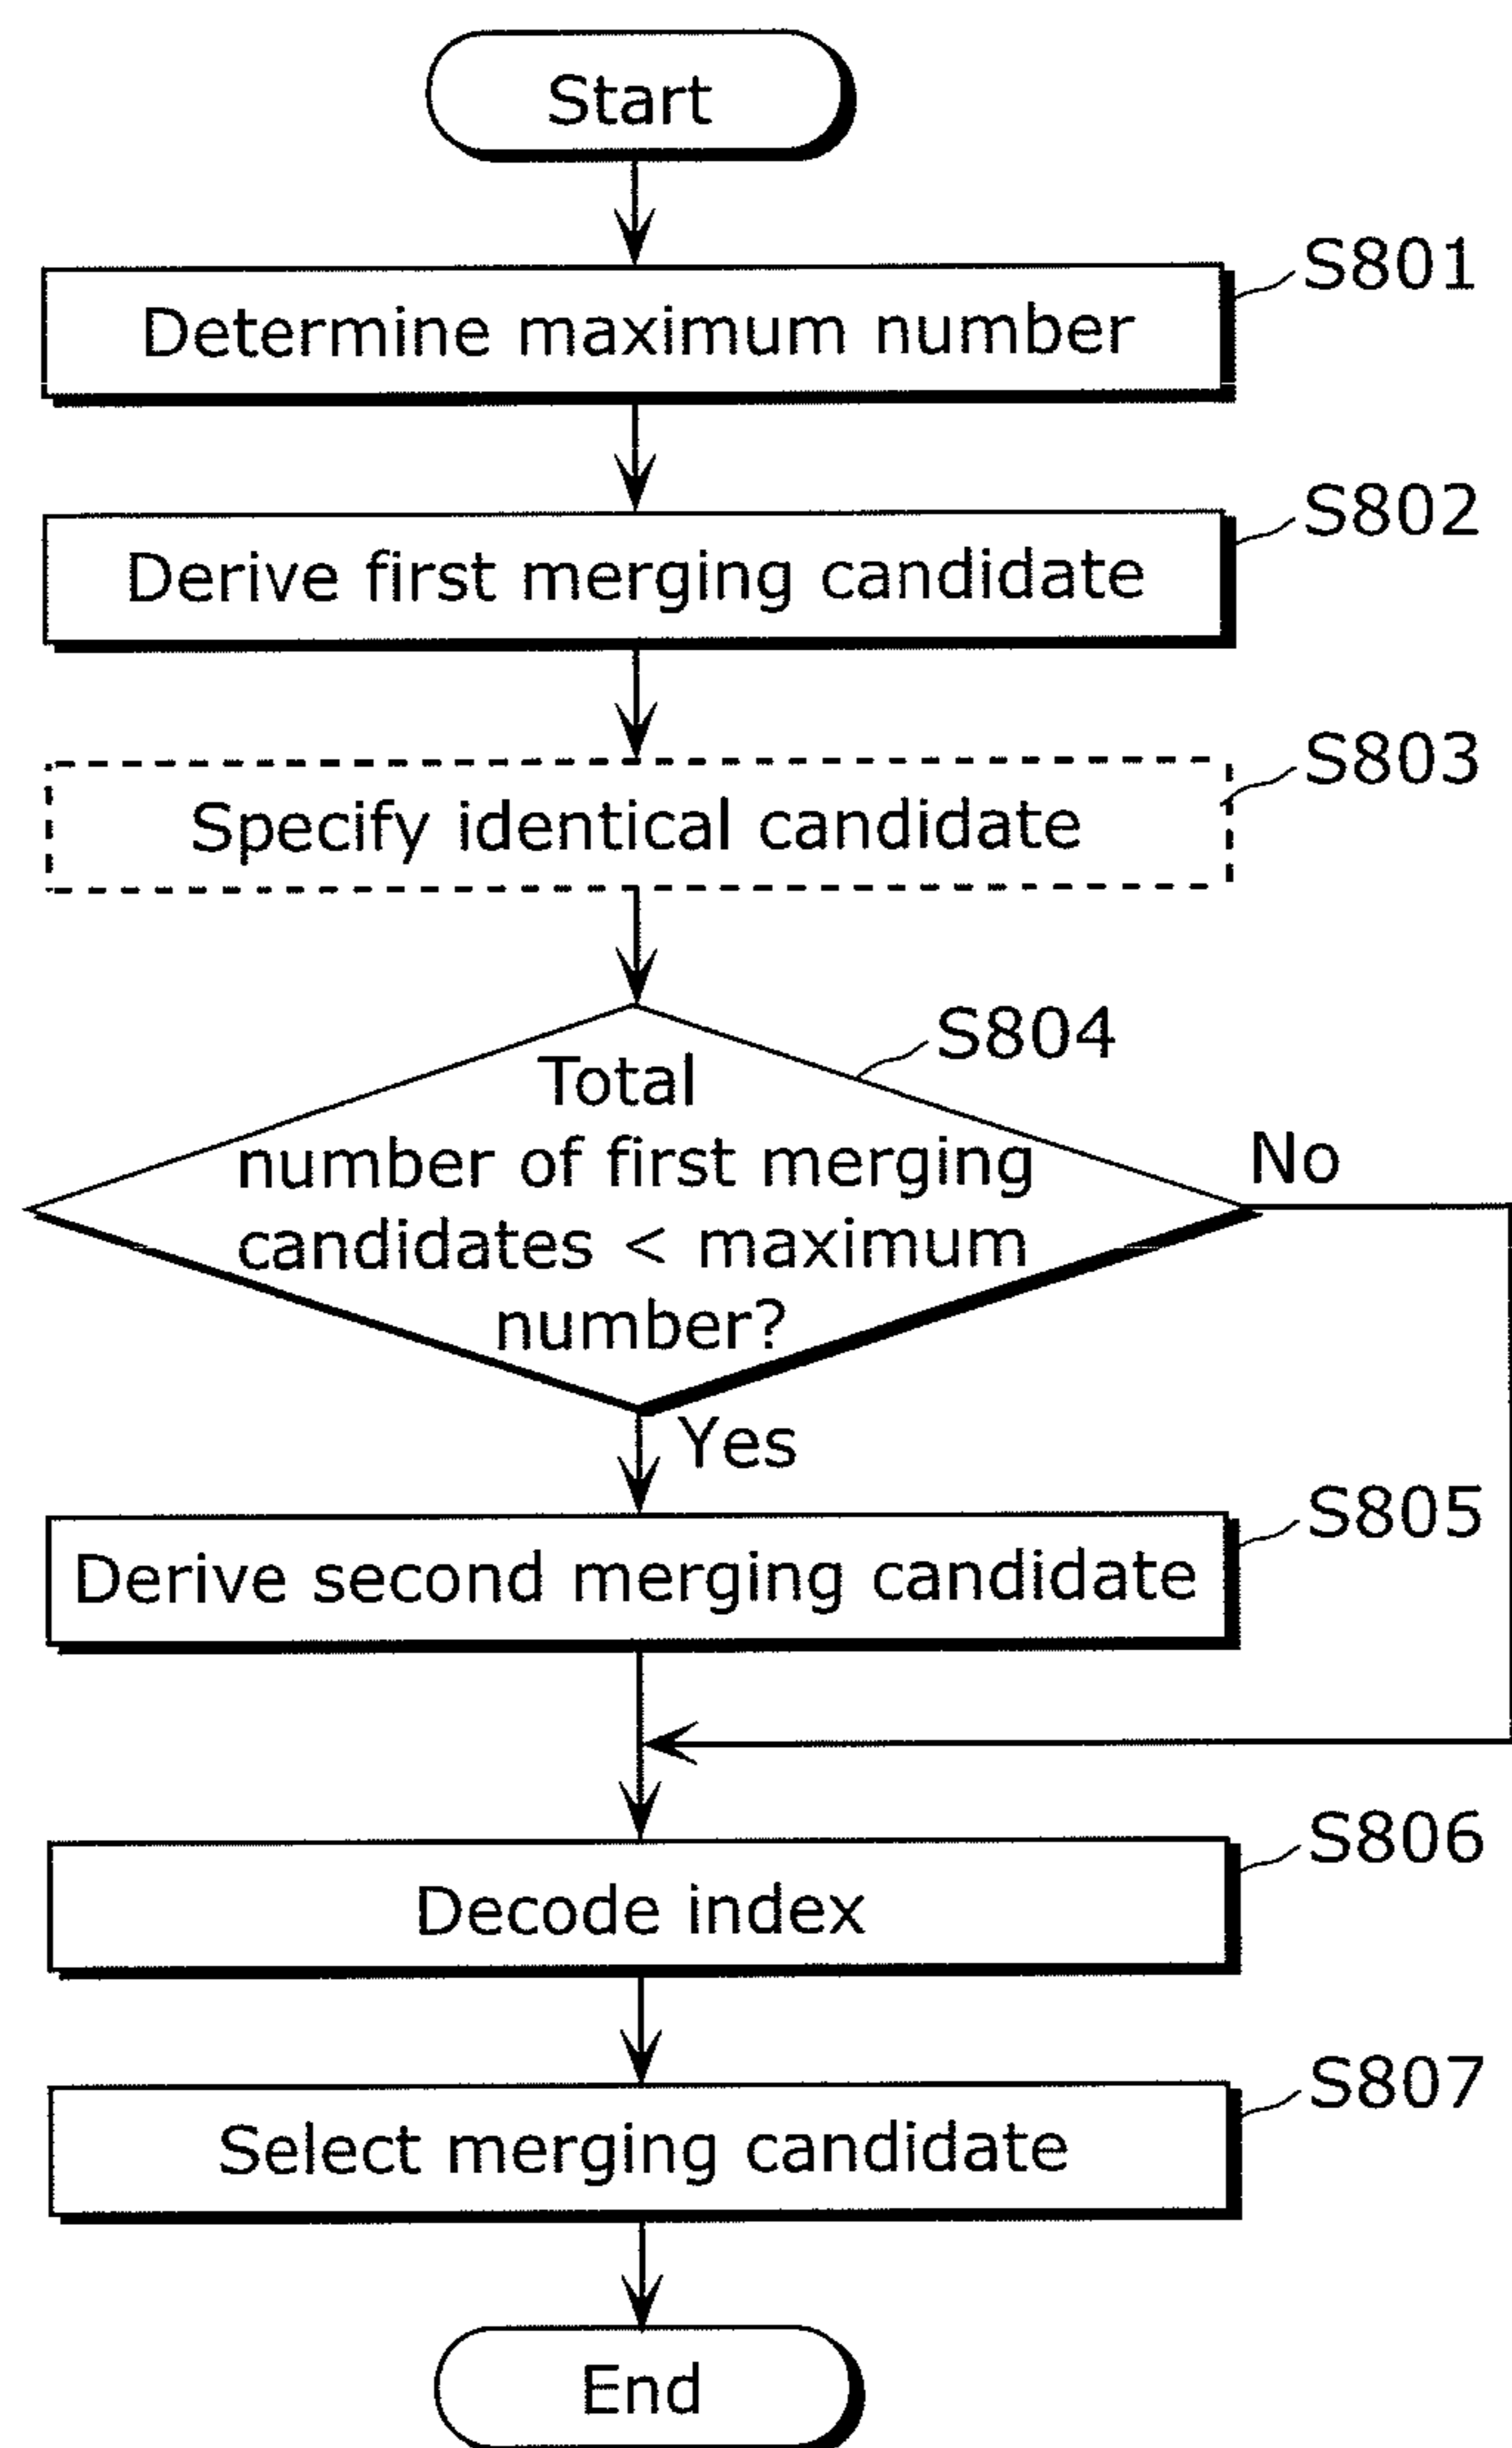 Start
S801
Determine maximum number
S802
Derive first merging candidate
S803
Specify identical candidate
S804
Total
number of first merging
candidates < maximum
number?
No
Yes
S805
Derive second merging candidate
S806
Decode index
S807
Select merging candidate
End